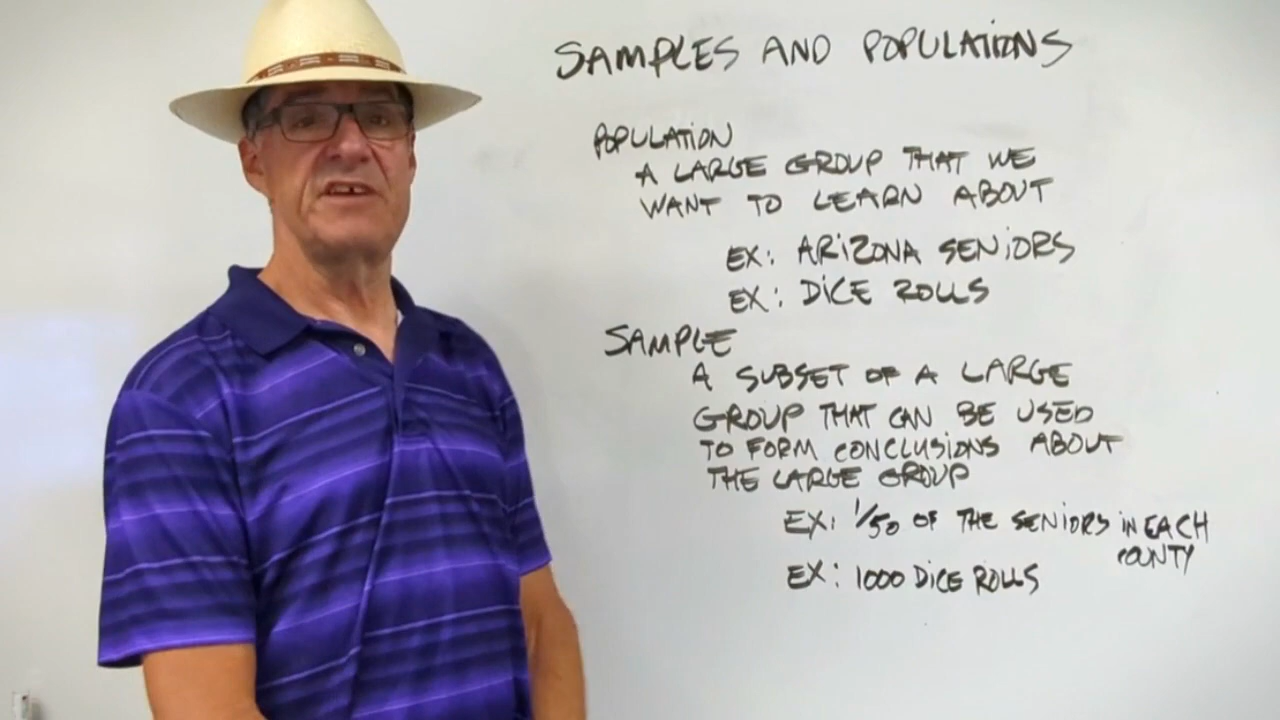 SAMPLES AND POPULATIONS
POPULATION
A LARGE GROUP THAT WE
WANT TO LEARN ABOUT
EX: ARIZONA SENIORS
EX: DICE ROLLS
SAMPLE
A SUBSET OF A LARGE
GROUP THAT CAN BE USED
TO FORM CONCLUSIONS ABOUT
THE LARGE GROUP
EX: 1/50 OF THE SENIORS IN EACH
COUNTY
EX: 1000 DICE ROLLS